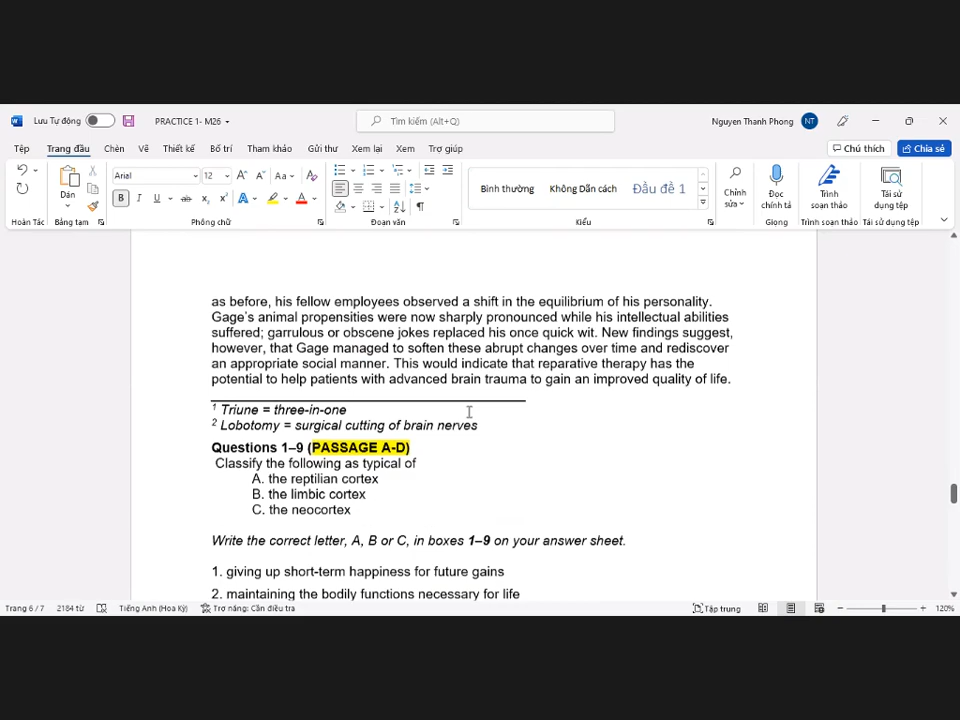 Lưu Tự động PRACTICE 1- M26 Tìm kiếm (Alt+Q) Nguyen Thanh Phong NT
Tệp Trang đầu Chèn Vẽ Thiết kế Bố trí Tham khảo Gửi thư Xem lại Xem Trợ giúp Chú thích Chia sẻ
Arial 12
Dán
Bình thường Không Dãn cách Đầu đề 1
Chỉnh sửa
Đọc chính tả
Trình soạn thảo
Tái sử dụng tệp
Hoàn Tác Bảng tạm Phông chữ Đoạn văn Kiểu Giọng Trình soạn thảo Tái sử dụng tệp
as before, his fellow employees observed a shift in the equilibrium of his personality.
Gage's animal propensities were now sharply pronounced while his intellectual abilities
suffered; garrulous or obscene jokes replaced his once quick wit. New findings suggest,
however, that Gage managed to soften these abrupt changes over time and rediscover
an appropriate social manner. This would indicate that reparative therapy has the
potential to help patients with advanced brain trauma to gain an improved quality of life.
1 Triune = three-in-one
2 Lobotomy = surgical cutting of brain nerves
Questions 1–9 (PASSAGE A-D)
Classify the following as typical of
A. the reptilian cortex
B. the limbic cortex
C. the neocortex
Write the correct letter, A, B or C, in boxes 1–9 on your answer sheet.
1. giving up short-term happiness for future gains
2. maintaining the bodily functions necessary for life
Trang 6 / 7 2184 từ Tiếng Anh (Hoa Kỳ) Trợ năng: Cần điều tra Tập trung 120%